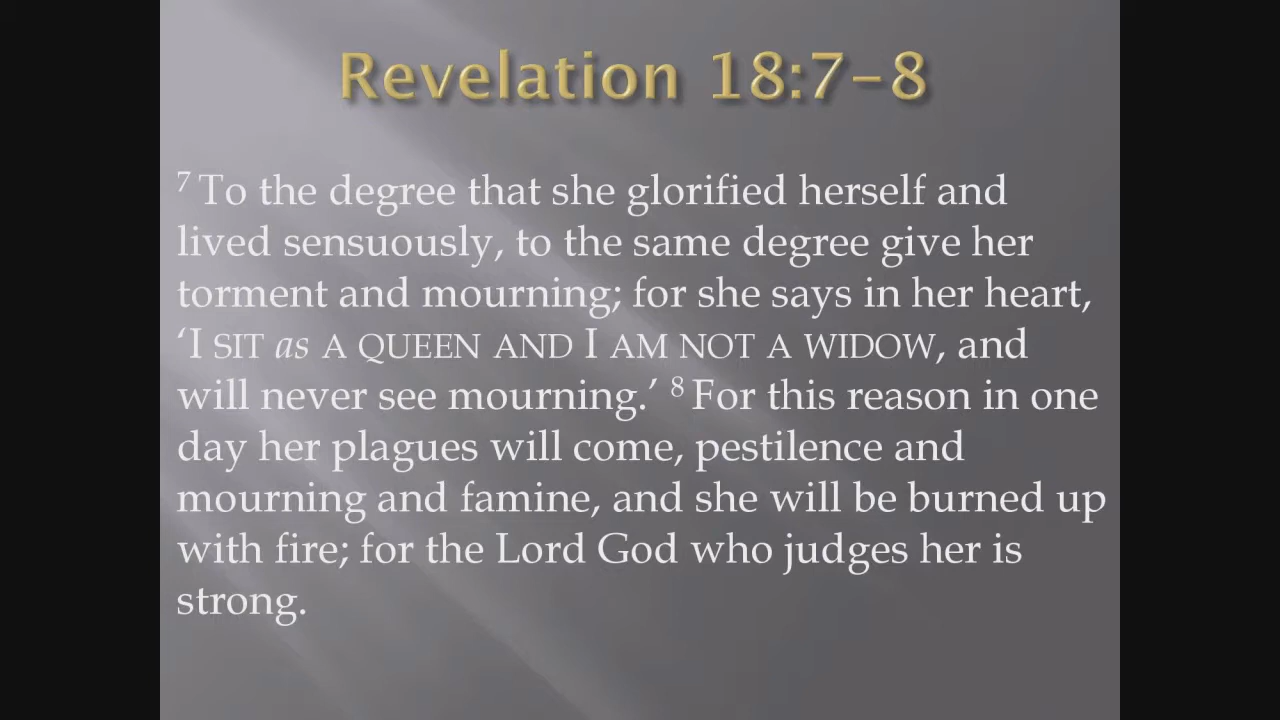 Revelation 18:7-8
7 To the degree that she glorified herself and
lived sensuously, to the same degree give her
torment and mourning; for she says in her heart,
‘I SIT as A QUEEN AND I AM NOT A WIDOW, and
will never see mourning.’ 8 For this reason in one
day her plagues will come, pestilence and
mourning and famine, and she will be burned up
with fire; for the Lord God who judges her is
strong.